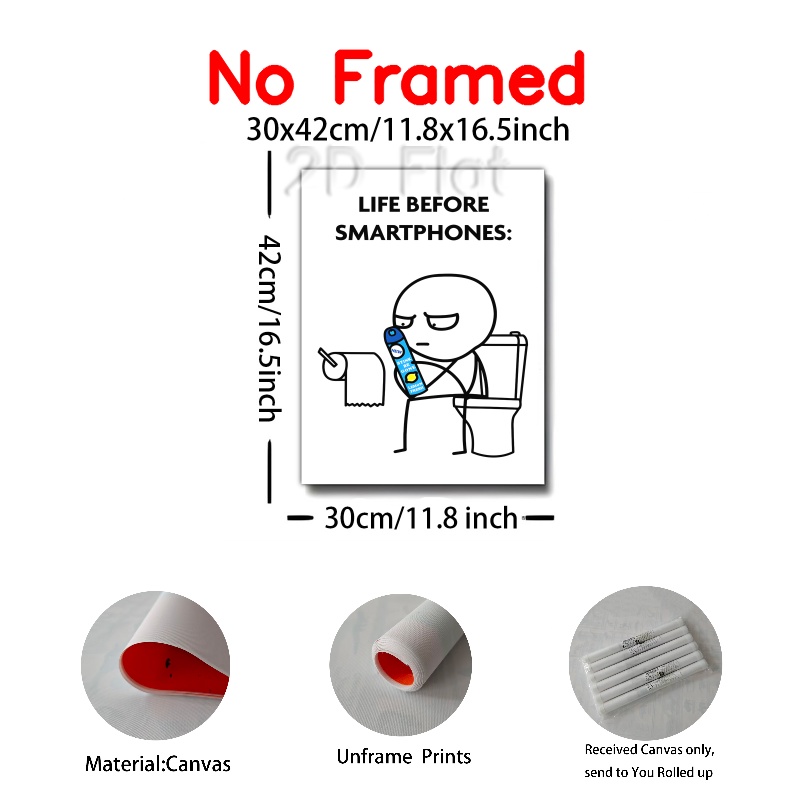 No Framed
30x42cm/11.8x16.5inch
2D Flat
LIFE BEFORE
SMARTPHONES:
42cm/16.5inch
30cm/11.8 inch
Material:Canvas
Unframe Prints
Received Canvas only,
send to You Rolled up